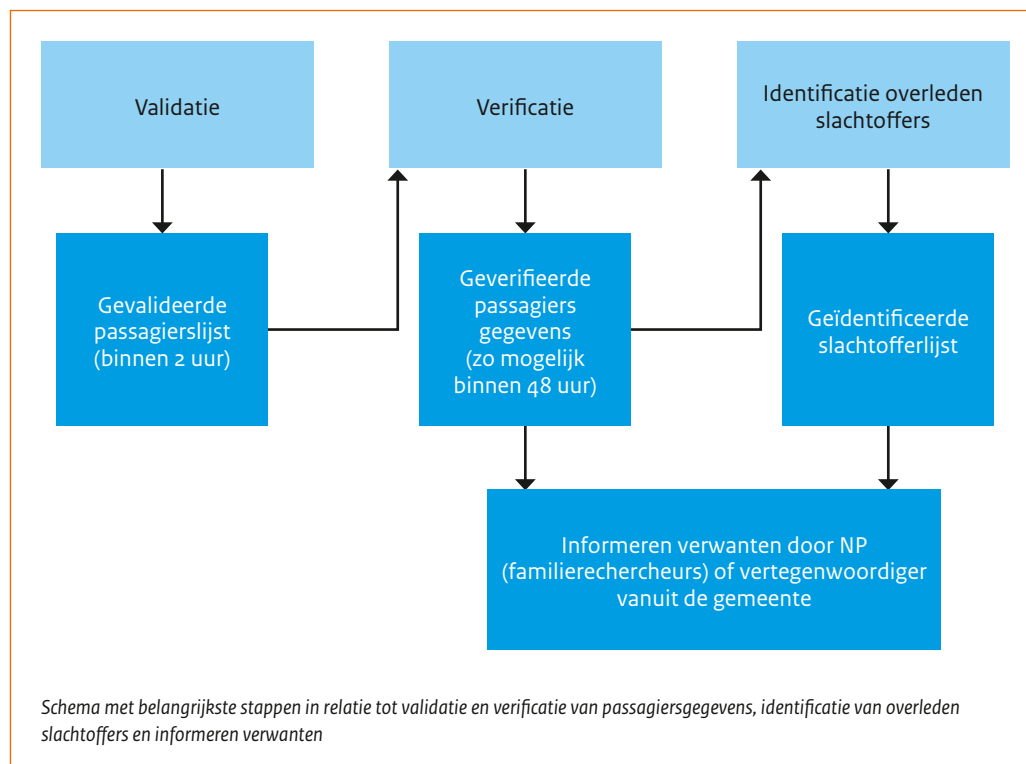 Validatie
Verificatie
Identificatie overleden
slachtoffers
Gevalideerde
passagierslijst
(binnen 2 uur)
Geverifieerde
passagiers
gegevens
(zo mogelijk
binnen 48 uur)
Geïdentificeerde
slachtofferlijst
Informeren verwanten door NP
(familierechercheurs) of vertegenwoordiger
vanuit de gemeente
Schema met belangrijkste stappen in relatie tot validatie en verificatie van passagiersgegevens, identificatie van overleden
slachtoffers en informeren verwanten